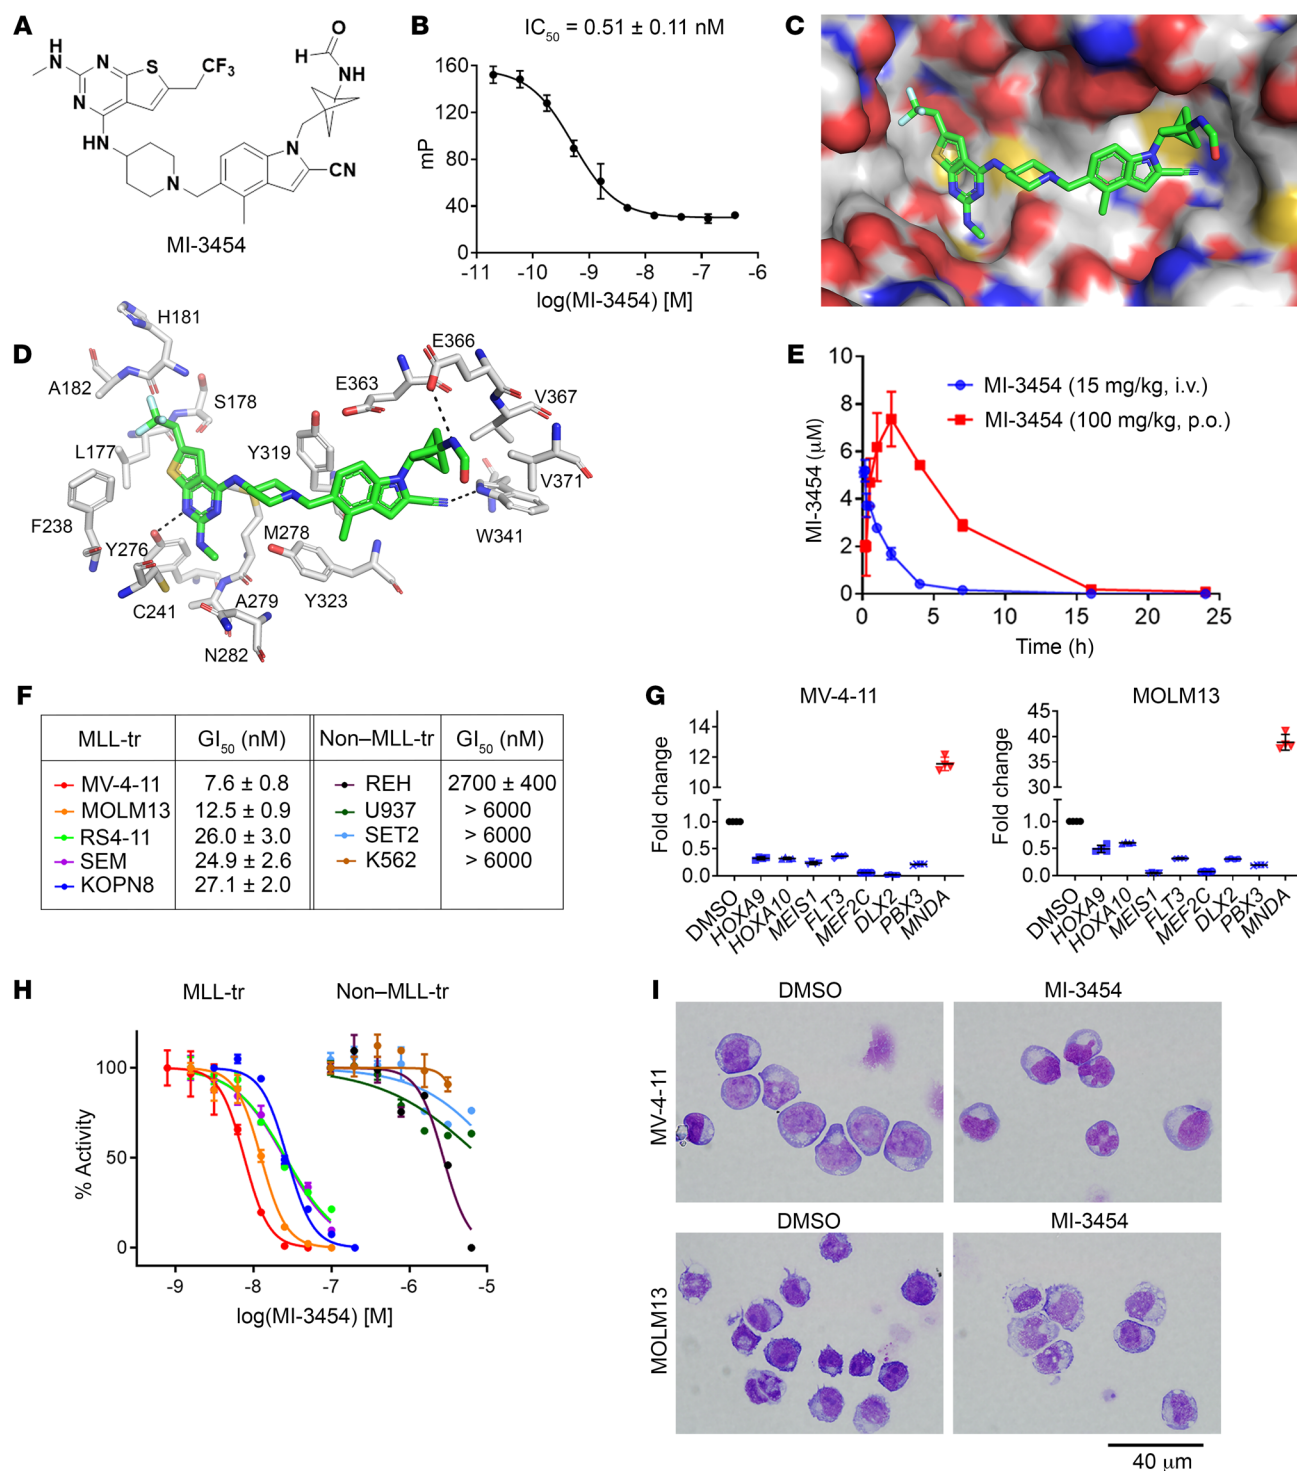 A
H
N
N
N
S
CF3
HN
N
O
H
NH
N
CN
MI-3454
B
IC50 = 0.51 ± 0.11 nM
160
120
80
40
0
mP
-11 -10 -9 -8 -7 -6
log(MI-3454) [M]
C
D
H181
A182
S178
L177
F238
Y276
C241
A279
N282
M278
Y319
Y323
E363
E366
V367
V371
W341
E
10
8
6
4
2
0
MI-3454 (μM)
MI-3454 (15 mg/kg, i.v.)
MI-3454 (100 mg/kg, p.o.)
0 5 10 15 20 25
Time (h)
F
MLL-tr GI50 (nM) Non–MLL-tr GI50 (nM)
MV-4-11 7.6 ± 0.8 REH 2700 ± 400
MOLM13 12.5 ± 0.9 U937 > 6000
RS4-11 26.0 ± 3.0 SET2 > 6000
SEM 24.9 ± 2.6 K562 > 6000
KOPN8 27.1 ± 2.0
G
MV-4-11
Fold change
14
12
10
1.0
0.5
0.0
DMSO HOXA9 HOXA10 MEIS1 FLT3 MEF2C DLX2 PBX3 MNDA
MOLM13
Fold change
45
40
35
30
1.0
0.5
0.0
DMSO HOXA9 HOXA10 MEIS1 FLT3 MEF2C DLX2 PBX3 MNDA
H
MLL-tr Non–MLL-tr
% Activity
100
50
0
-9 -8 -7 -6 -5
log(MI-3454) [M]
I
DMSO MI-3454
MV-4-11
DMSO MI-3454
MOLM13
40 μm